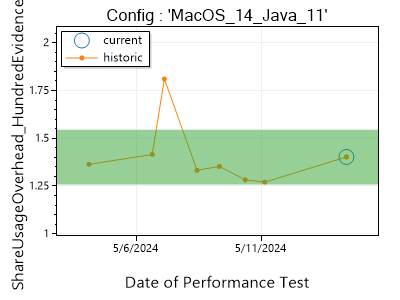 Config : 'MacOS_14_Java_11'
ShareUsageOverhead_HundredEvidence
current
historic
2
1.75
1.5
1.25
1
5/6/2024
5/11/2024
Date of Performance Test